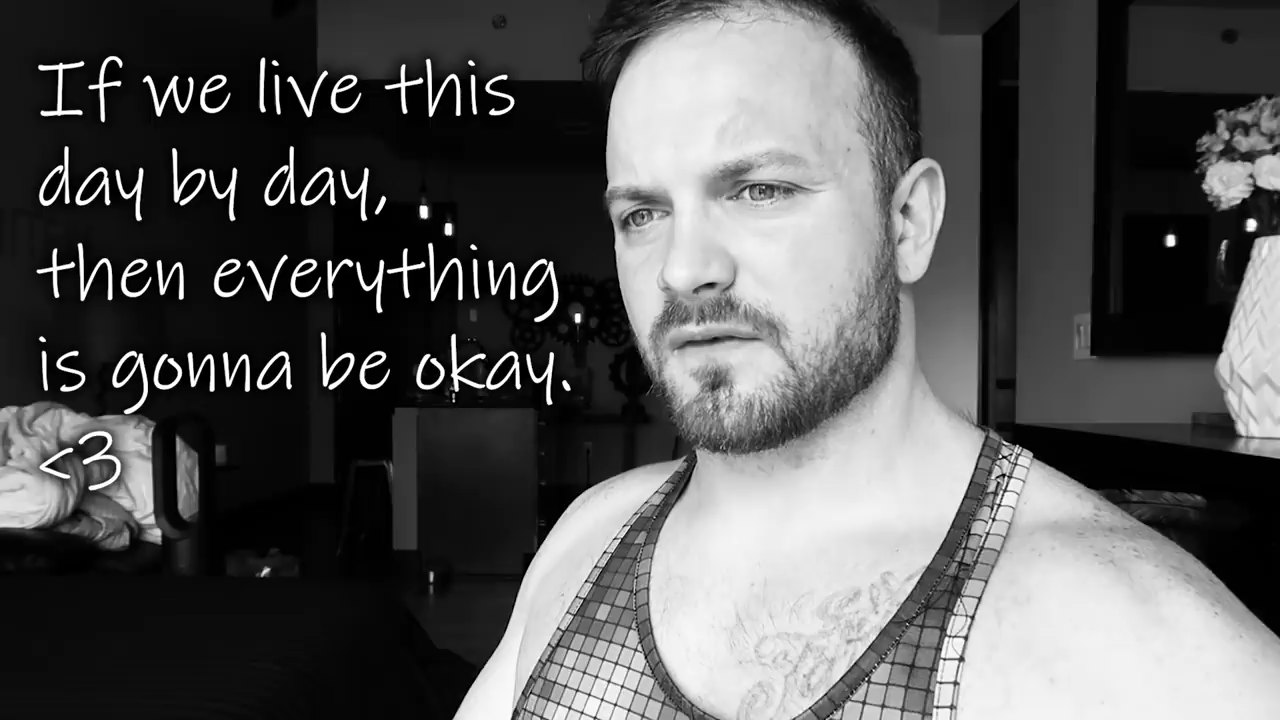 If we live this
day by day,
then everything
is gonna be okay.
<3